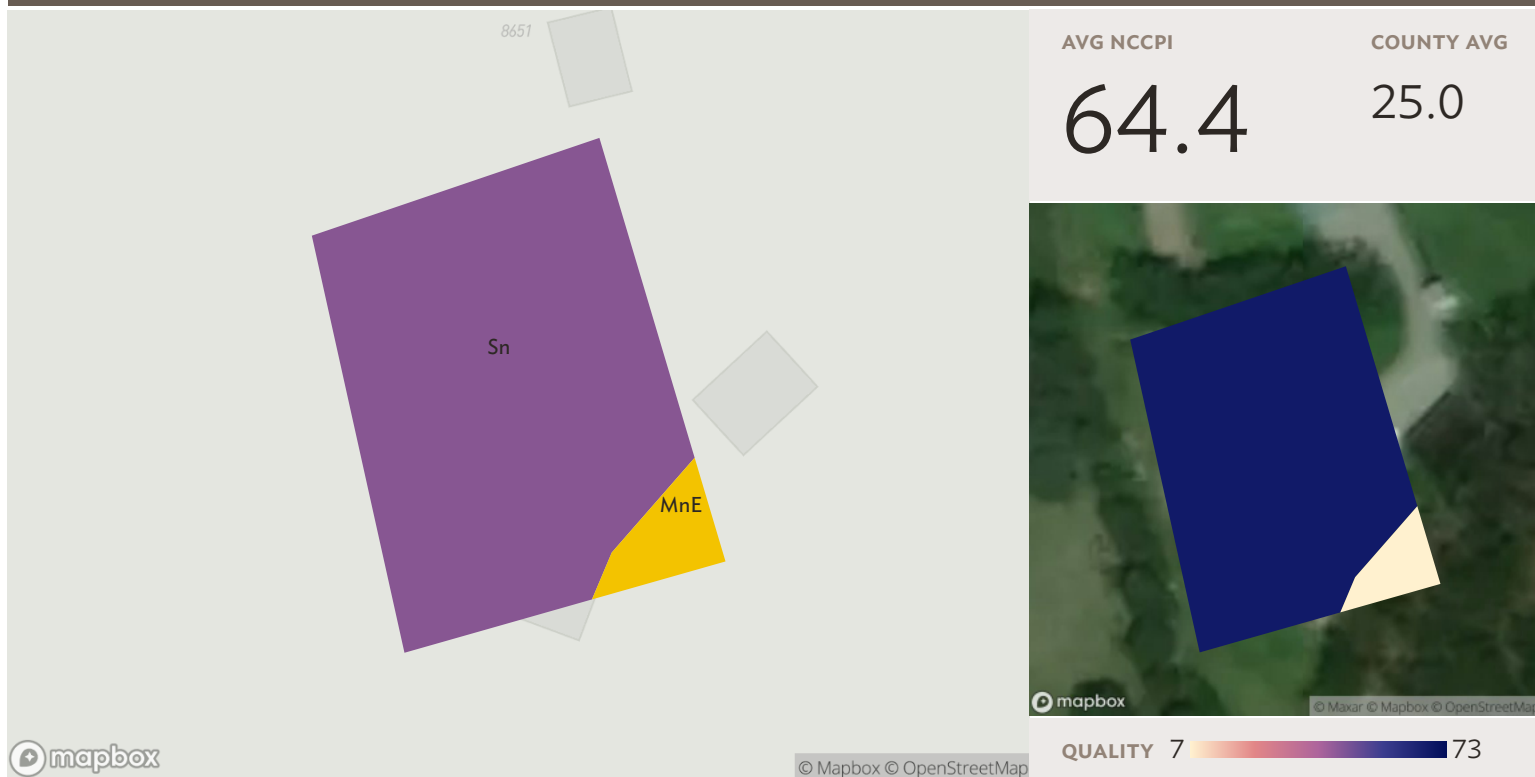 8651
Sn
MnE
mapbox
© Mapbox © OpenStreetMap
AVG NCCPI
COUNTY AVG
64.4
25.0
mapbox
© Maxar © Mapbox © OpenStreetMap
QUALITY 7 73